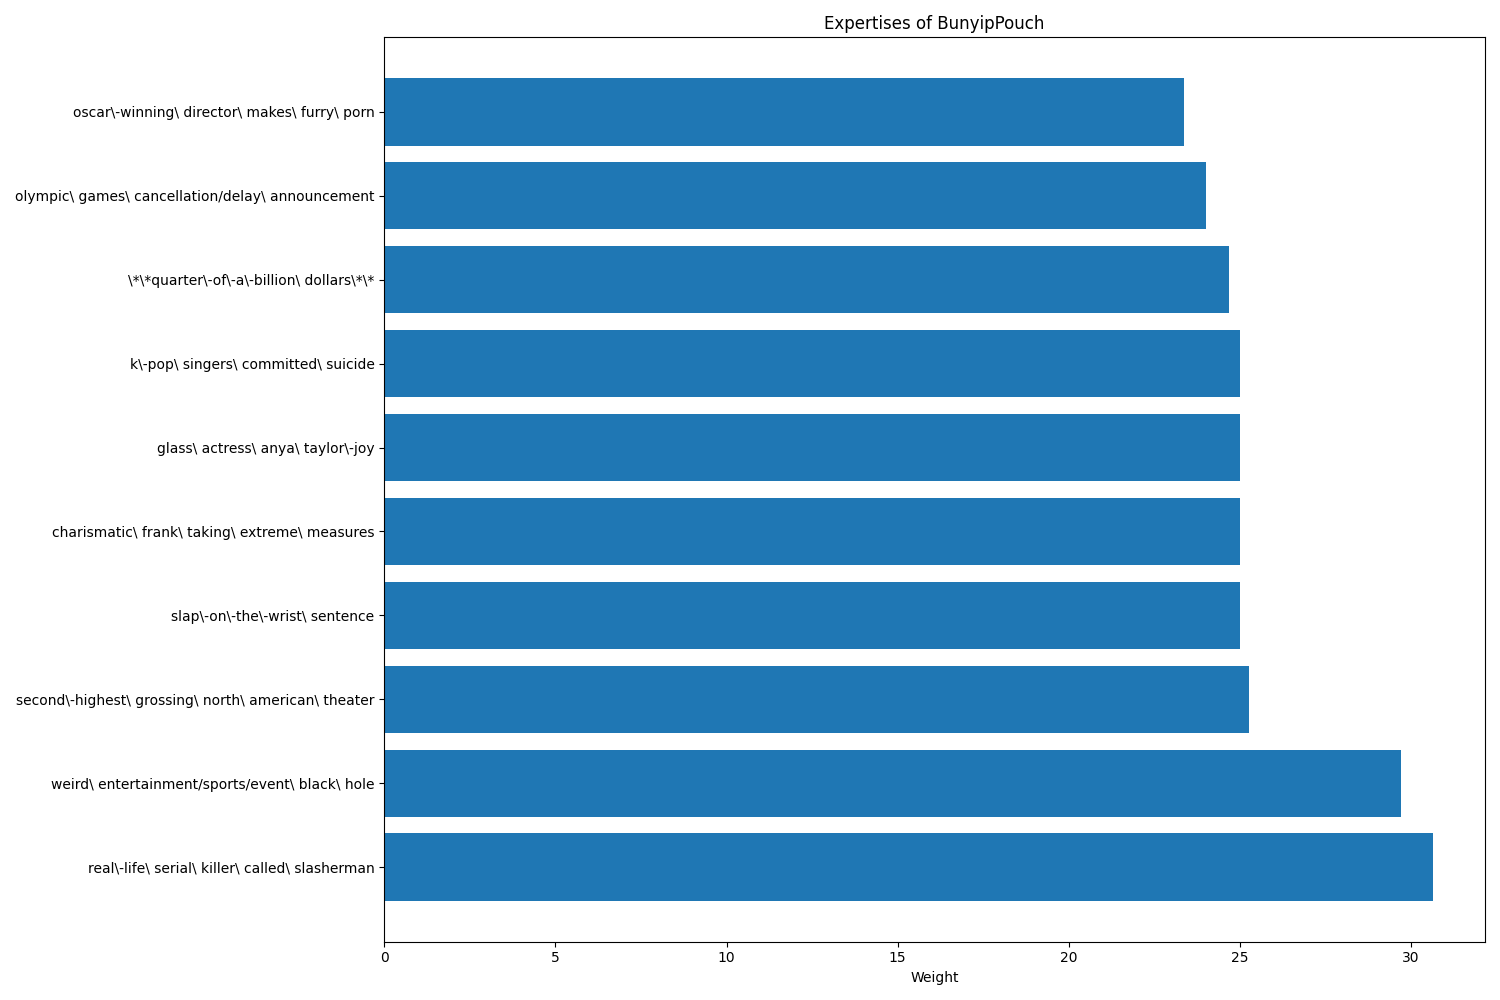 Expertises of BunyipPouch
oscar\-winning\ director\ makes\ furry\ porn
olympic\ games\ cancellation/delay\ announcement
\*\*quarter\-of\-a\-billion\ dollars\*\*
k\-pop\ singers\ committed\ suicide
glass\ actress\ anya\ taylor\-joy
charismatic\ frank\ taking\ extreme\ measures
slap\-on\-the\-wrist\ sentence
second\-highest\ grossing\ north\ american\ theater
weird\ entertainment/sports/event\ black\ hole
real\-life\ serial\ killer\ called\ slasherman
0 5 10 15 20 25 30
Weight